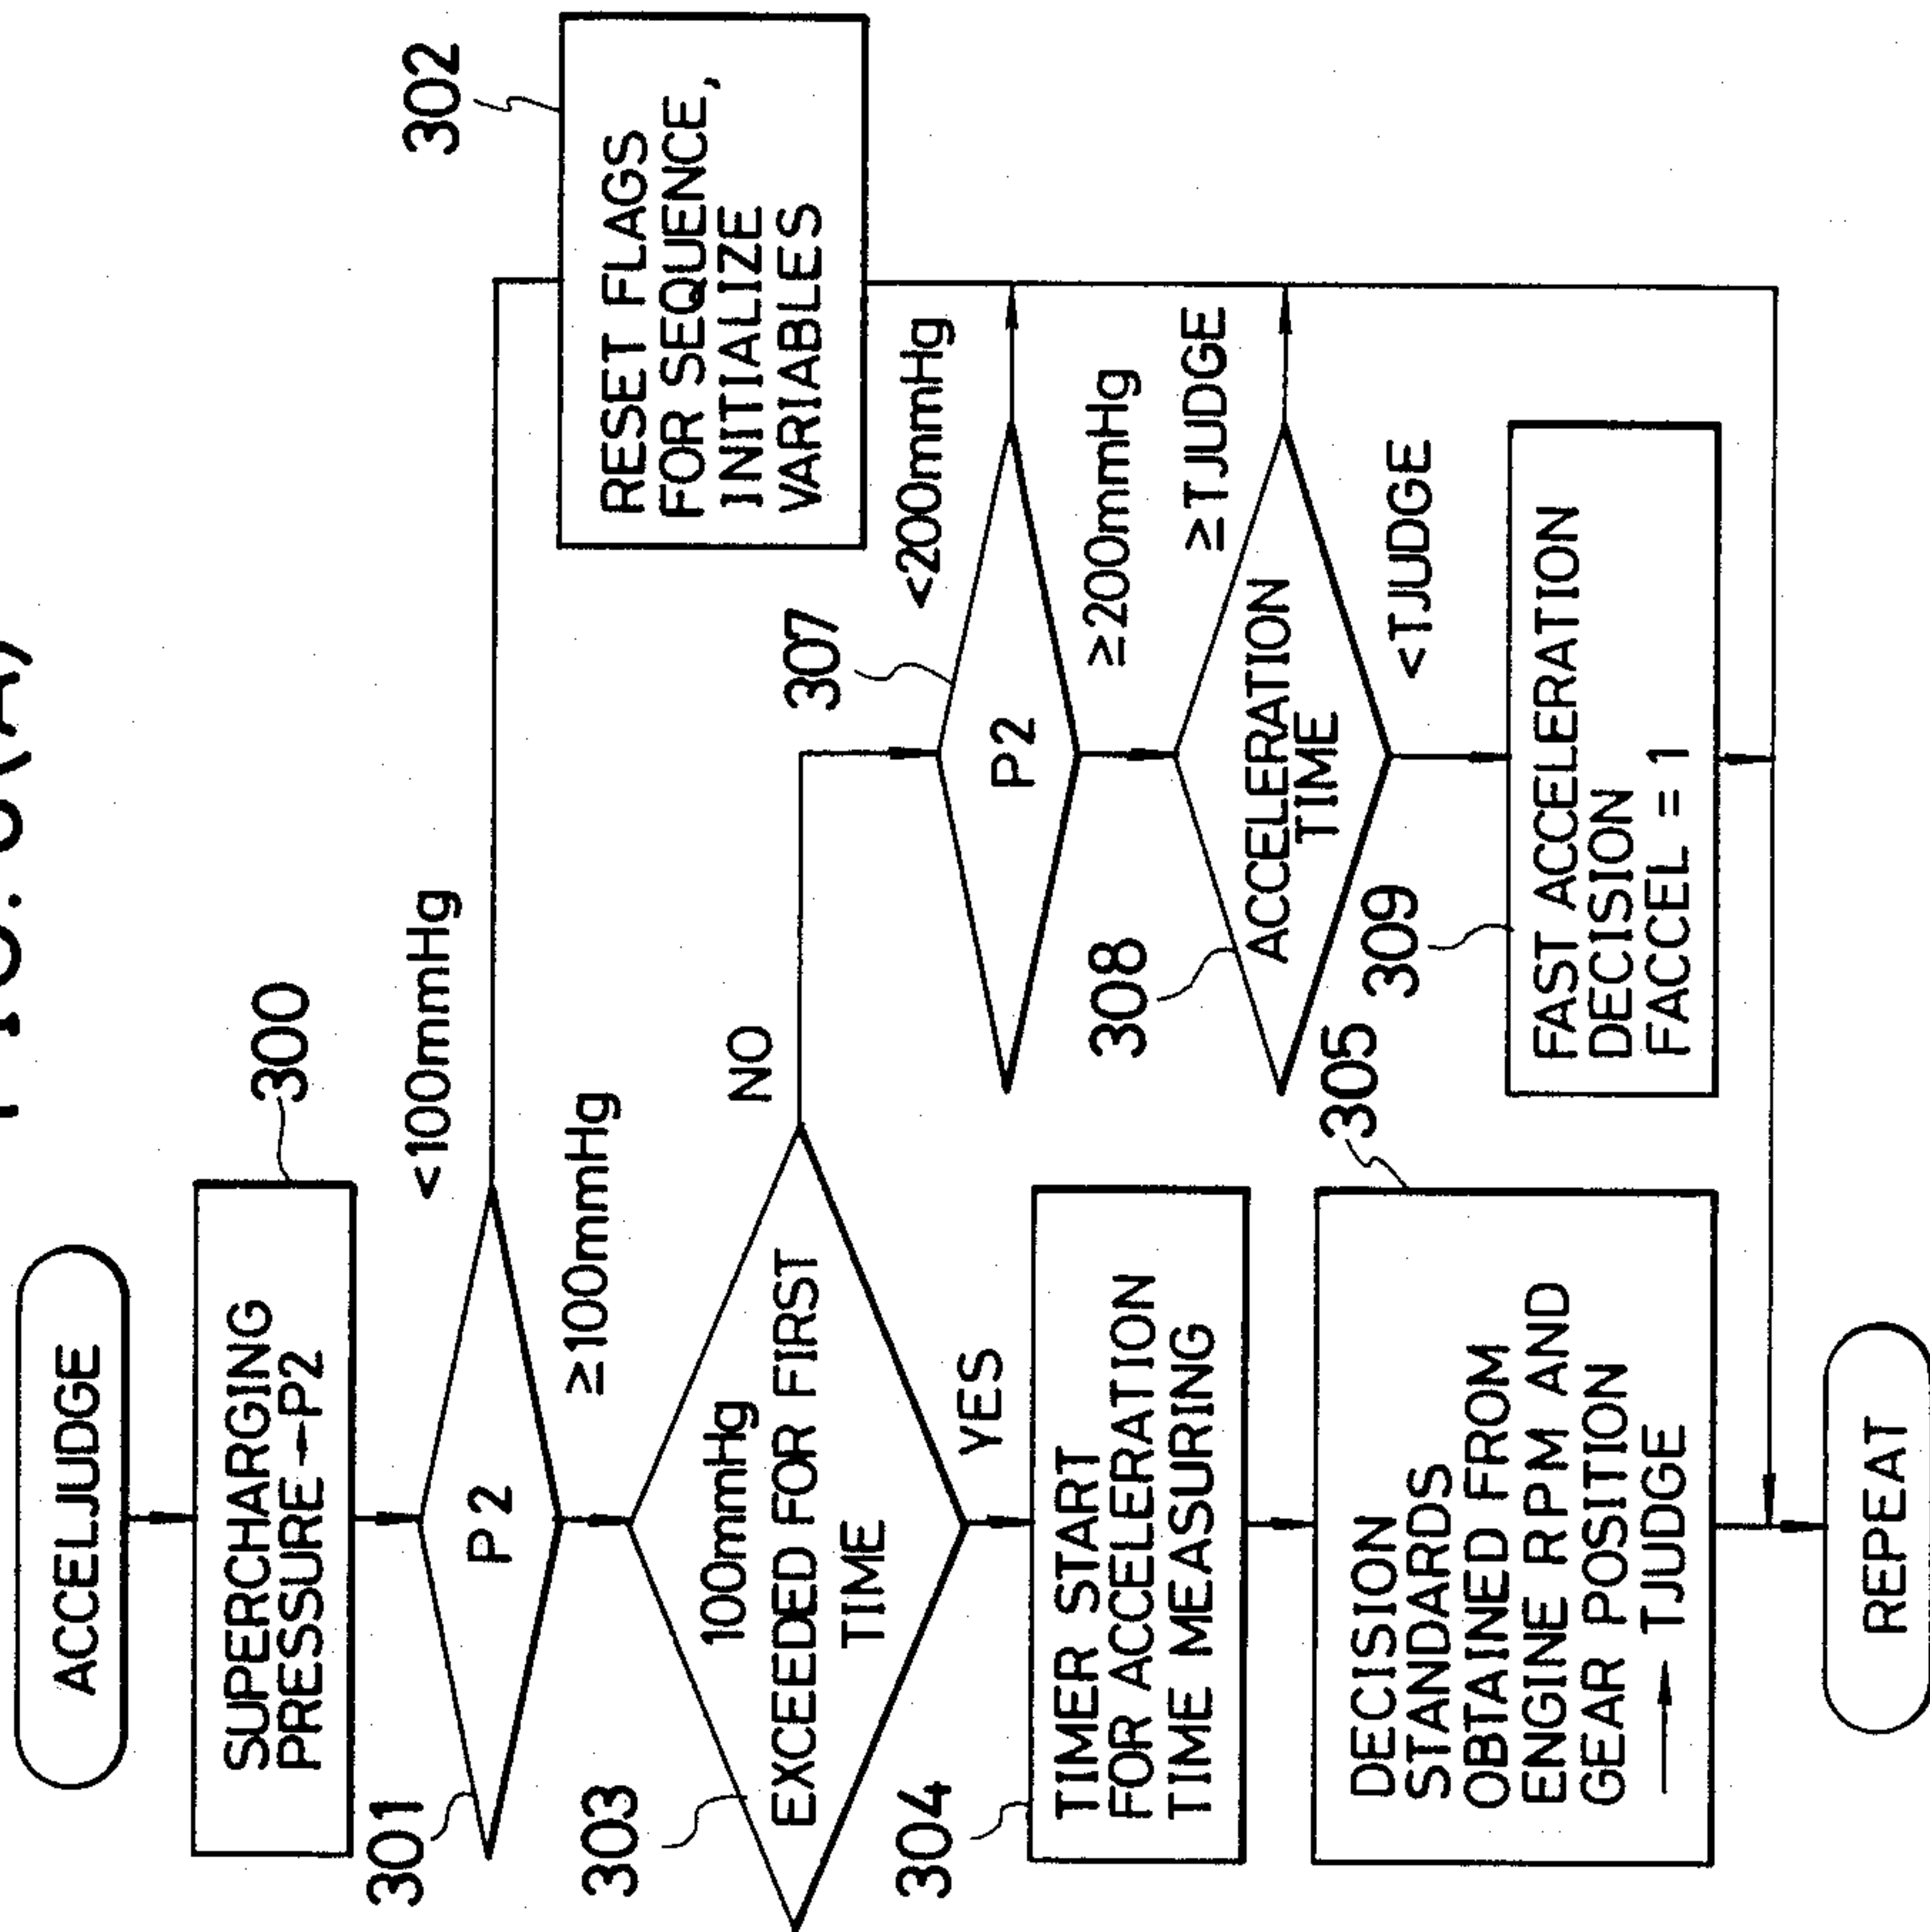 ACCELJUDGE
300
SUPERCHARGING
PRESSURE → P2
301
P2
<100mmHg
≥100mmHg
302
RESET FLAGS
FOR SEQUENCE,
INITIALIZE
VARIABLES
303
100mmHg
EXCEEDED FOR FIRST
TIME
NO
YES
304
TIMER START
FOR ACCELERATION
TIME MEASURING
305
DECISION
STANDARDS
OBTAINED FROM
ENGINE RPM AND
GEAR POSITION
→ TJUDGE
307
P2
<200mmHg
≥200mmHg
308
ACCELERATION
TIME
≥TJUDGE
<TJUDGE
309
FAST ACCELERATION
DECISION
FACCEL = 1
REPEAT